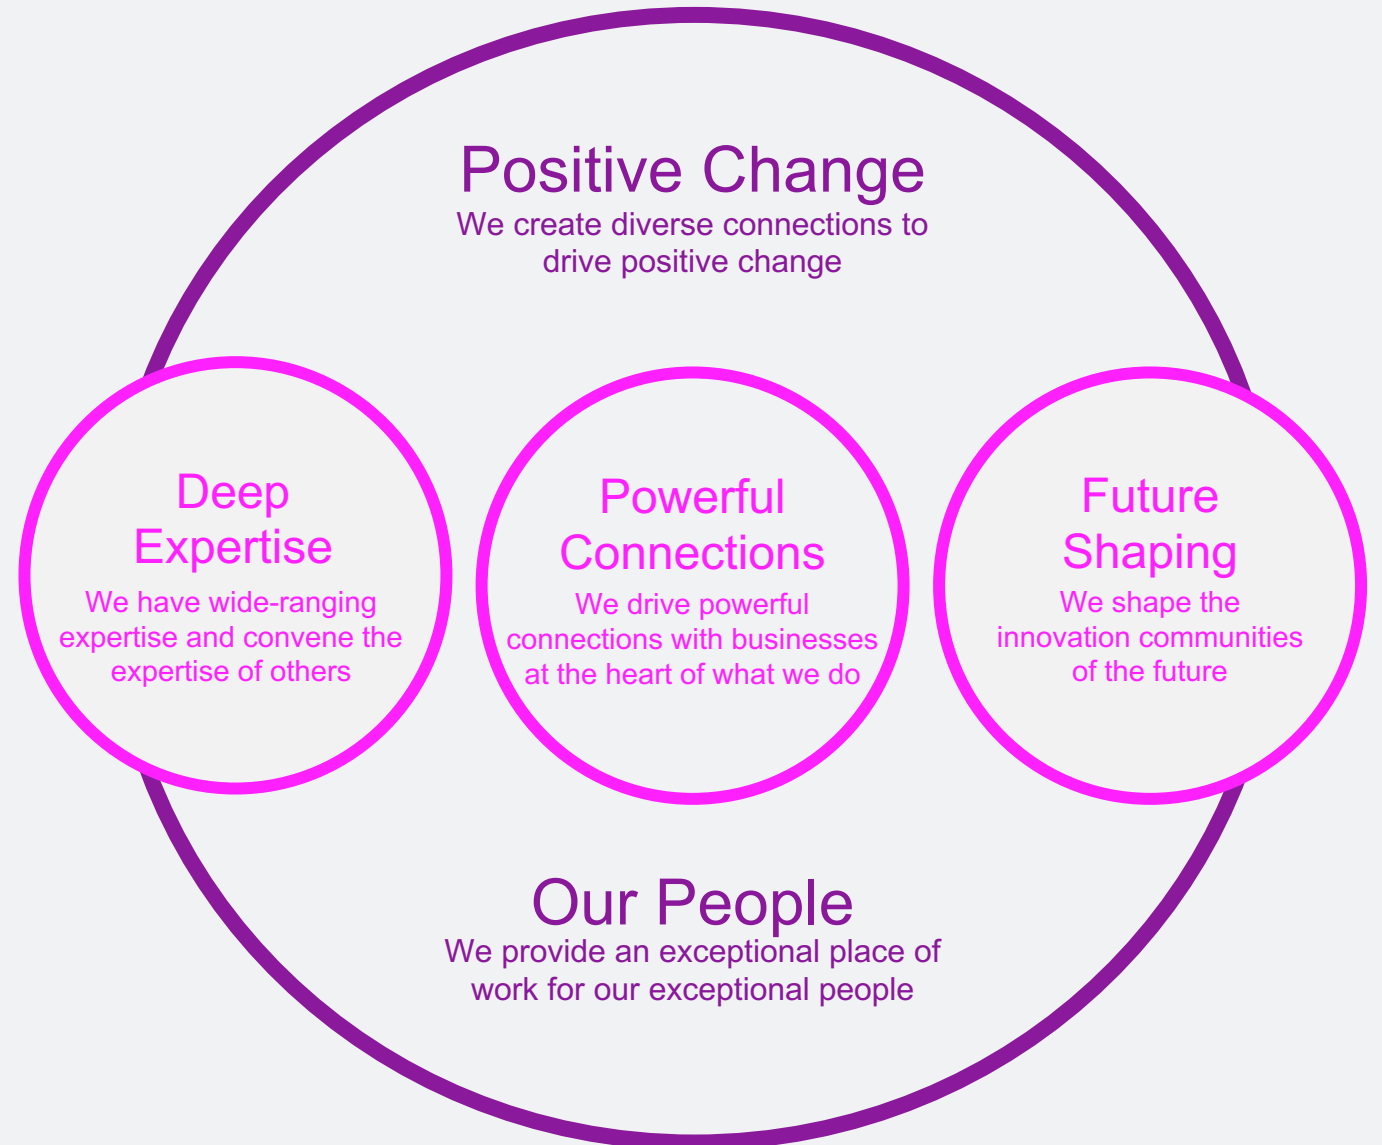 Positive Change
We create diverse connections to
drive positive change
Deep
Expertise
We have wide-ranging
expertise and convene the
expertise of others
Powerful
Connections
We drive powerful
connections with businesses
at the heart of what we do
Future
Shaping
We shape the
innovation communities
of the future
Our People
We provide an exceptional place of
work for our exceptional people